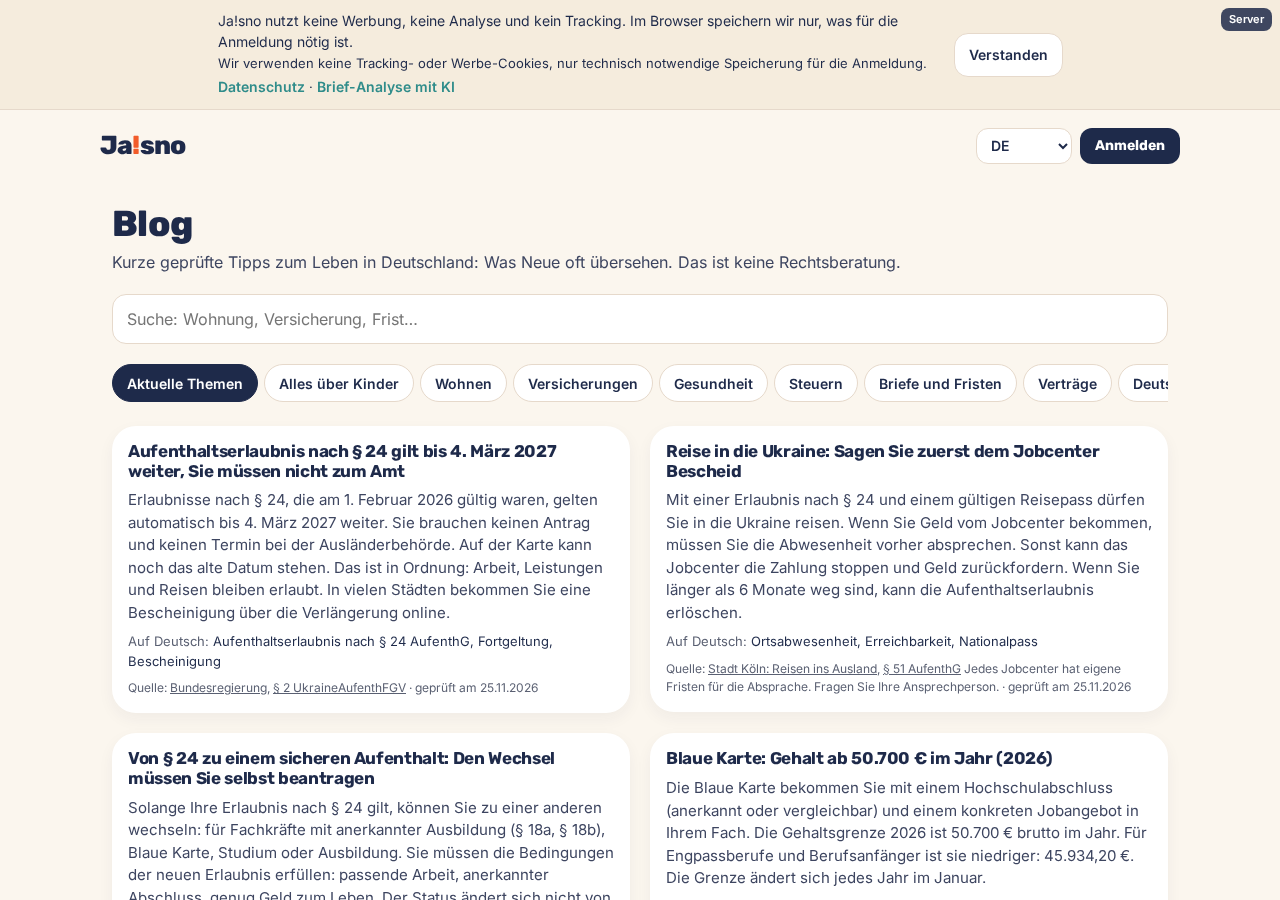 Ja!sno nutzt keine Werbung, keine Analyse und kein Tracking. Im Browser speichern wir nur, was für die
Anmeldung nötig ist.
Wir verwenden keine Tracking- oder Werbe-Cookies, nur technisch notwendige Speicherung für die Anmeldung.
Datenschutz · Brief-Analyse mit KI
Verstanden
Server
Ja!sno
DE
Anmelden
Blog
Kurze geprüfte Tipps zum Leben in Deutschland: Was Neue oft übersehen. Das ist keine Rechtsberatung.
Suche: Wohnung, Versicherung, Frist…
Aktuelle Themen
Alles über Kinder
Wohnen
Versicherungen
Gesundheit
Steuern
Briefe und Fristen
Verträge
Deuts
Aufenthaltserlaubnis nach § 24 gilt bis 4. März 2027
weiter, Sie müssen nicht zum Amt
Erlaubnisse nach § 24, die am 1. Februar 2026 gültig waren, gelten
automatisch bis 4. März 2027 weiter. Sie brauchen keinen Antrag
und keinen Termin bei der Ausländerbehörde. Auf der Karte kann
noch das alte Datum stehen. Das ist in Ordnung: Arbeit, Leistungen
und Reisen bleiben erlaubt. In vielen Städten bekommen Sie eine
Bescheinigung über die Verlängerung online.
Auf Deutsch: Aufenthaltserlaubnis nach § 24 AufenthG, Fortgeltung,
Bescheinigung
Quelle: Bundesregierung, § 2 UkraineAufenthFGV · geprüft am 25.11.2026
Reise in die Ukraine: Sagen Sie zuerst dem Jobcenter
Bescheid
Mit einer Erlaubnis nach § 24 und einem gültigen Reisepass dürfen
Sie in die Ukraine reisen. Wenn Sie Geld vom Jobcenter bekommen,
müssen Sie die Abwesenheit vorher absprechen. Sonst kann das
Jobcenter die Zahlung stoppen und Geld zurückfordern. Wenn Sie
länger als 6 Monate weg sind, kann die Aufenthaltserlaubnis
erlöschen.
Auf Deutsch: Ortsabwesenheit, Erreichbarkeit, Nationalpass
Quelle: Stadt Köln: Reisen ins Ausland, § 51 AufenthG Jedes Jobcenter hat eigene
Fristen für die Absprache. Fragen Sie Ihre Ansprechperson. · geprüft am 25.11.2026
Von § 24 zu einem sicheren Aufenthalt: Den Wechsel
müssen Sie selbst beantragen
Solange Ihre Erlaubnis nach § 24 gilt, können Sie zu einer anderen
wechseln: für Fachkräfte mit anerkannter Ausbildung (§ 18a, § 18b),
Blaue Karte, Studium oder Ausbildung. Sie müssen die Bedingungen
der neuen Erlaubnis erfüllen: passende Arbeit, anerkannter
Abschluss, genug Geld zum Leben. Der Status ändert sich nicht von
Blaue Karte: Gehalt ab 50.700 € im Jahr (2026)
Die Blaue Karte bekommen Sie mit einem Hochschulabschluss
(anerkannt oder vergleichbar) und einem konkreten Jobangebot in
Ihrem Fach. Die Gehaltsgrenze 2026 ist 50.700 € brutto im Jahr. Für
Engpassberufe und Berufsanfänger ist sie niedriger: 45.934,20 €.
Die Grenze ändert sich jedes Jahr im Januar.